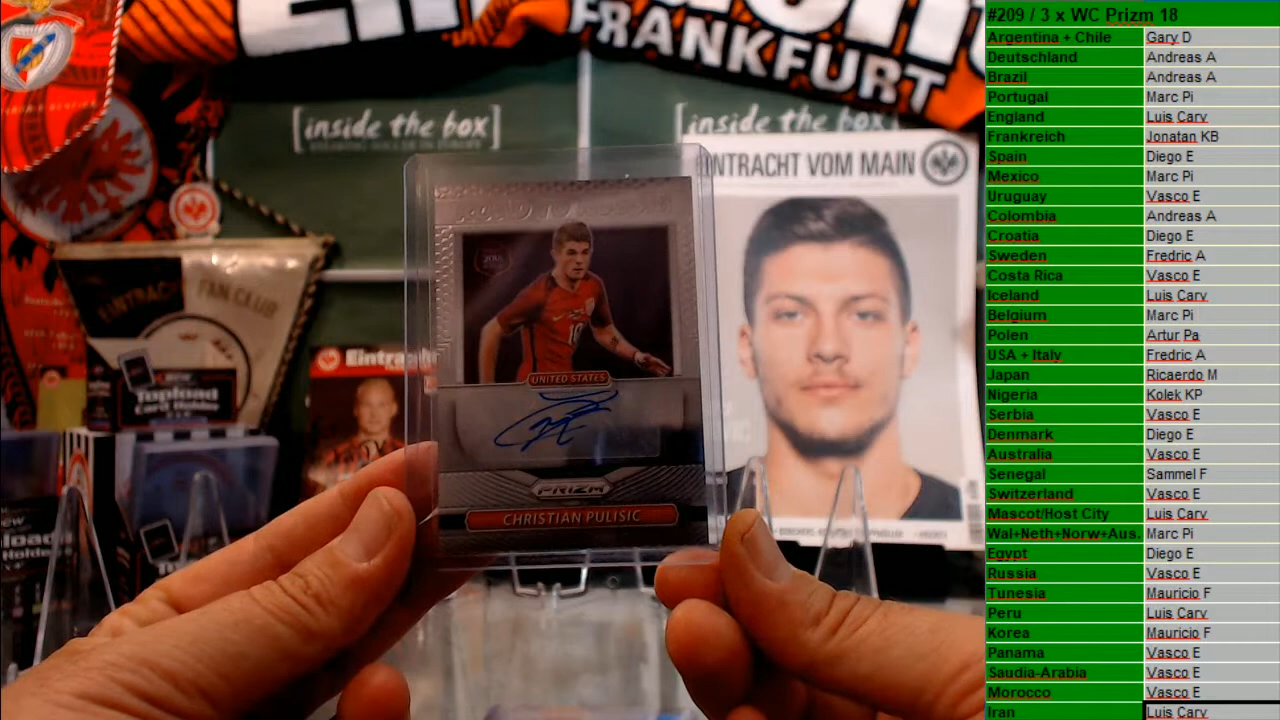 FRANKFURT
[inside the box]
[inside the box
EINTRACHT VOM MAIN
EINTRACHT FAN CLUB
Eintracht
Topload
Card Holder
UNITED STATES
PRIZM
CHRISTIAN PULISIC
#209 / 3 x WC Prizm 18
Argentina + Chile Gary D
Deutschland Andreas A
Brazil Andreas A
Portugal Marc Pi
England Luis Carv
Frankreich Jonatan KB
Spain Diego E
Mexico Marc Pi
Uruguay Vasco E
Colombia Andreas A
Croatia Diego E
Sweden Fredric A
Costa Rica Vasco E
Iceland Luis Carv
Belgium Marc Pi
Polen Artur Pa
USA + Italy Fredric A
Japan Ricaerdo M
Nigeria Kolek KP
Serbia Vasco E
Denmark Diego E
Australia Vasco E
Senegal Sammel F
Switzerland Vasco E
Mascot/Host City Luis Carv
Wal+Neth+Norw+Aus. Marc Pi
Egypt Diego E
Russia Vasco E
Tunesia Mauricio F
Peru Luis Carv
Korea Mauricio F
Panama Vasco E
Saudia-Arabia Vasco E
Morocco Vasco E
Iran Luis Carv